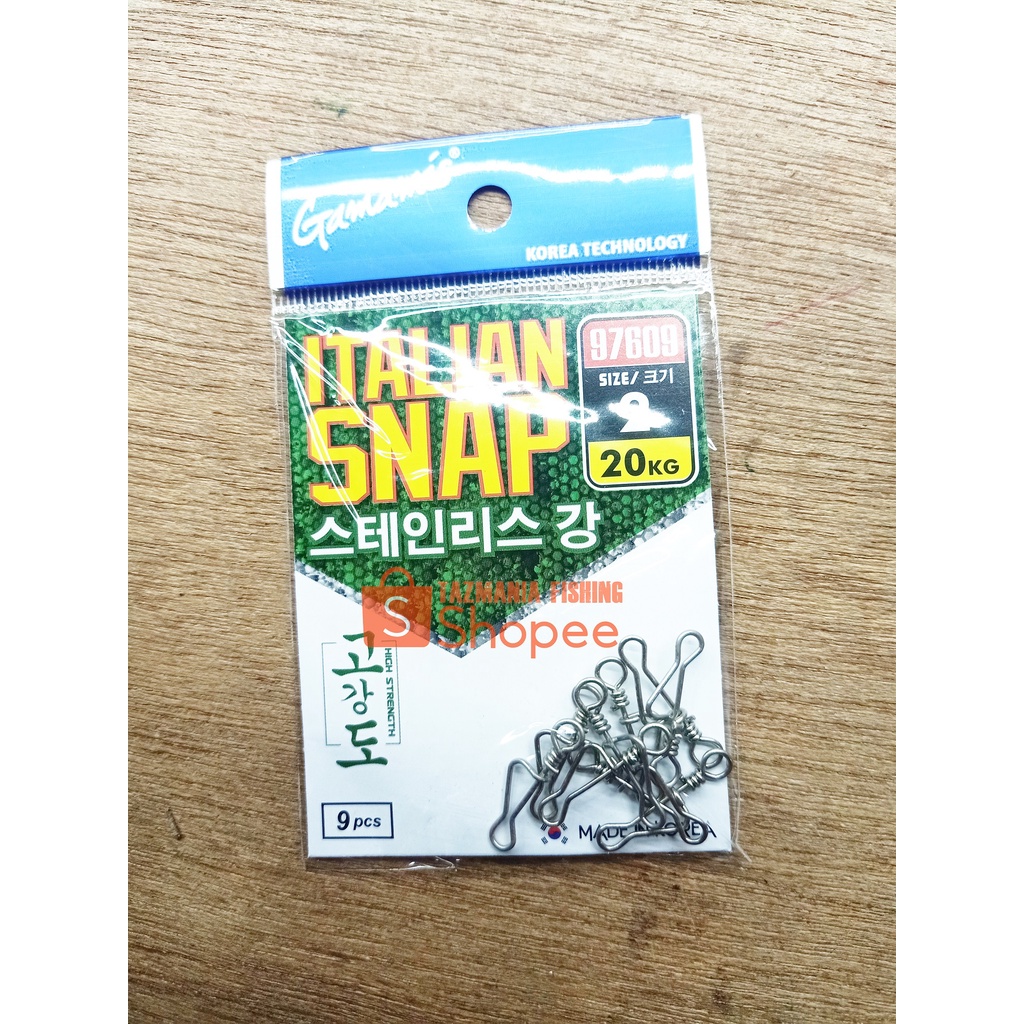 Gamamis®
KOREA TECHNOLOGY
ITALIAN
SNAP
스테인리스 강
97609
SIZE/크기
2
20KG
TAZMANIA FISHING
Shopee
고강도
HIGH STRENGTH
9 pcs
MADE IN KOREA